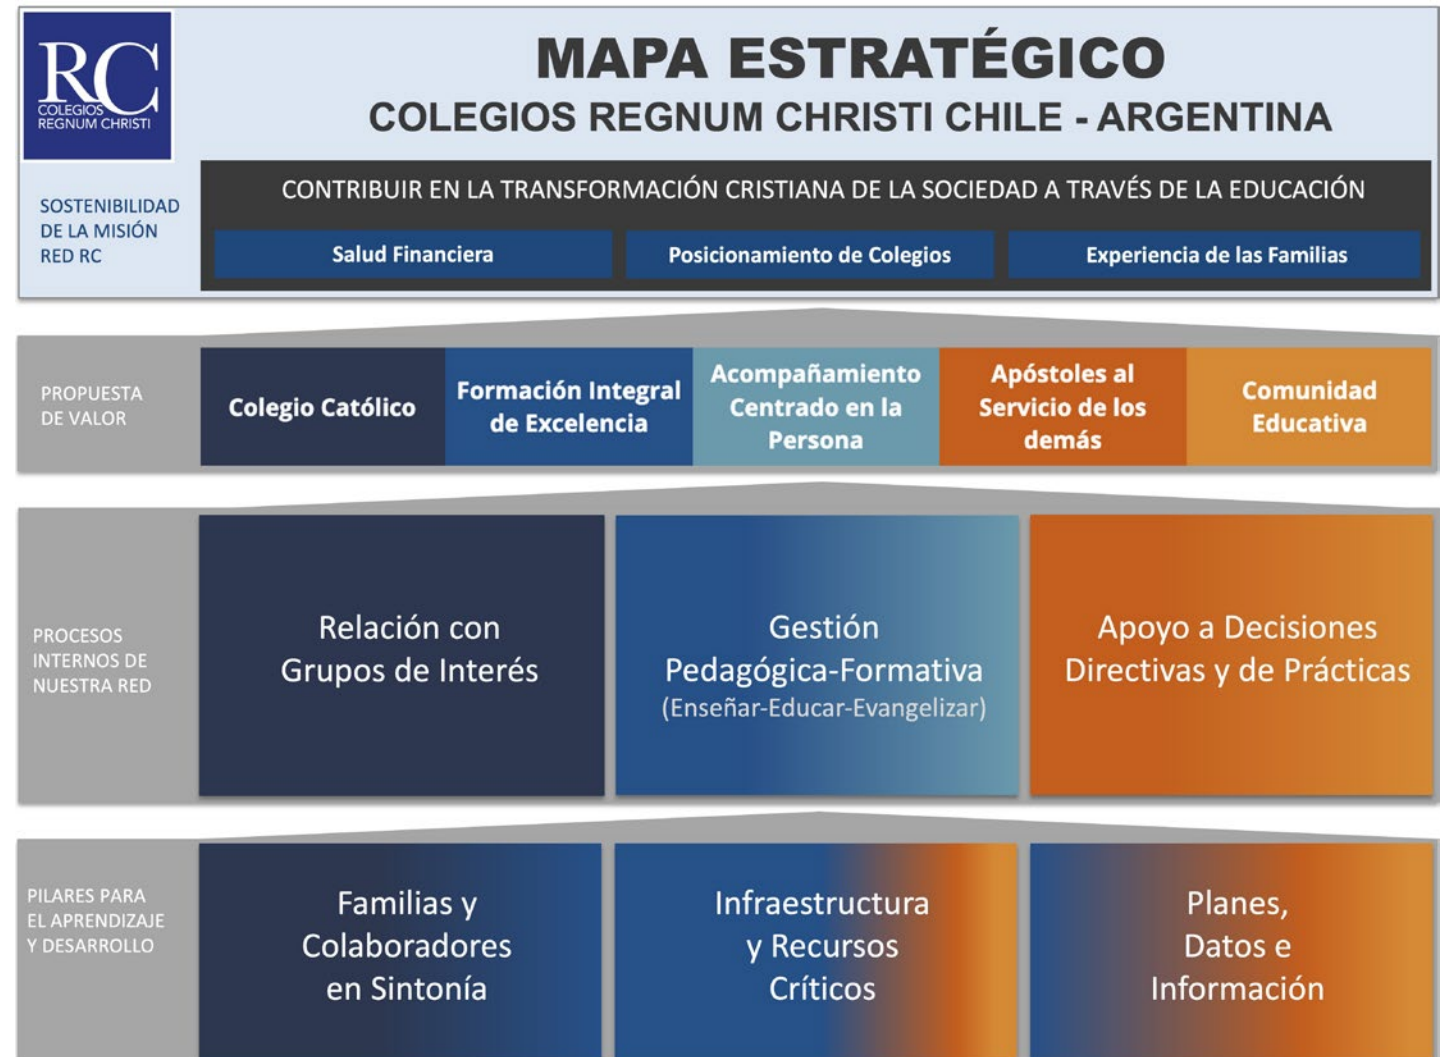 RC
COLEGIOS
REGNUM CHRISTI
MAPA ESTRATÉGICO
COLEGIOS REGNUM CHRISTI CHILE - ARGENTINA
SOSTENIBILIDAD
DE LA MISIÓN
RED RC
CONTRIBUIR EN LA TRANSFORMACIÓN CRISTIANA DE LA SOCIEDAD A TRAVÉS DE LA EDUCACIÓN
Salud Financiera
Posicionamiento de Colegios
Experiencia de las Familias
PROPUESTA
DE VALOR
Colegio Católico
Formación Integral
de Excelencia
Acompañamiento
Centrado en la
Persona
Apóstoles al
Servicio de los
demás
Comunidad
Educativa
PROCESOS
INTERNOS DE
NUESTRA RED
Relación con
Grupos de Interés
Gestión
Pedagógica-Formativa
(Enseñar-Educar-Evangelizar)
Apoyo a Decisiones
Directivas y de Prácticas
PILARES PARA
EL APRENDIZAJE
Y DESARROLLO
Familias y
Colaboradores
en Sintonía
Infraestructura
y Recursos
Críticos
Planes,
Datos e
Información